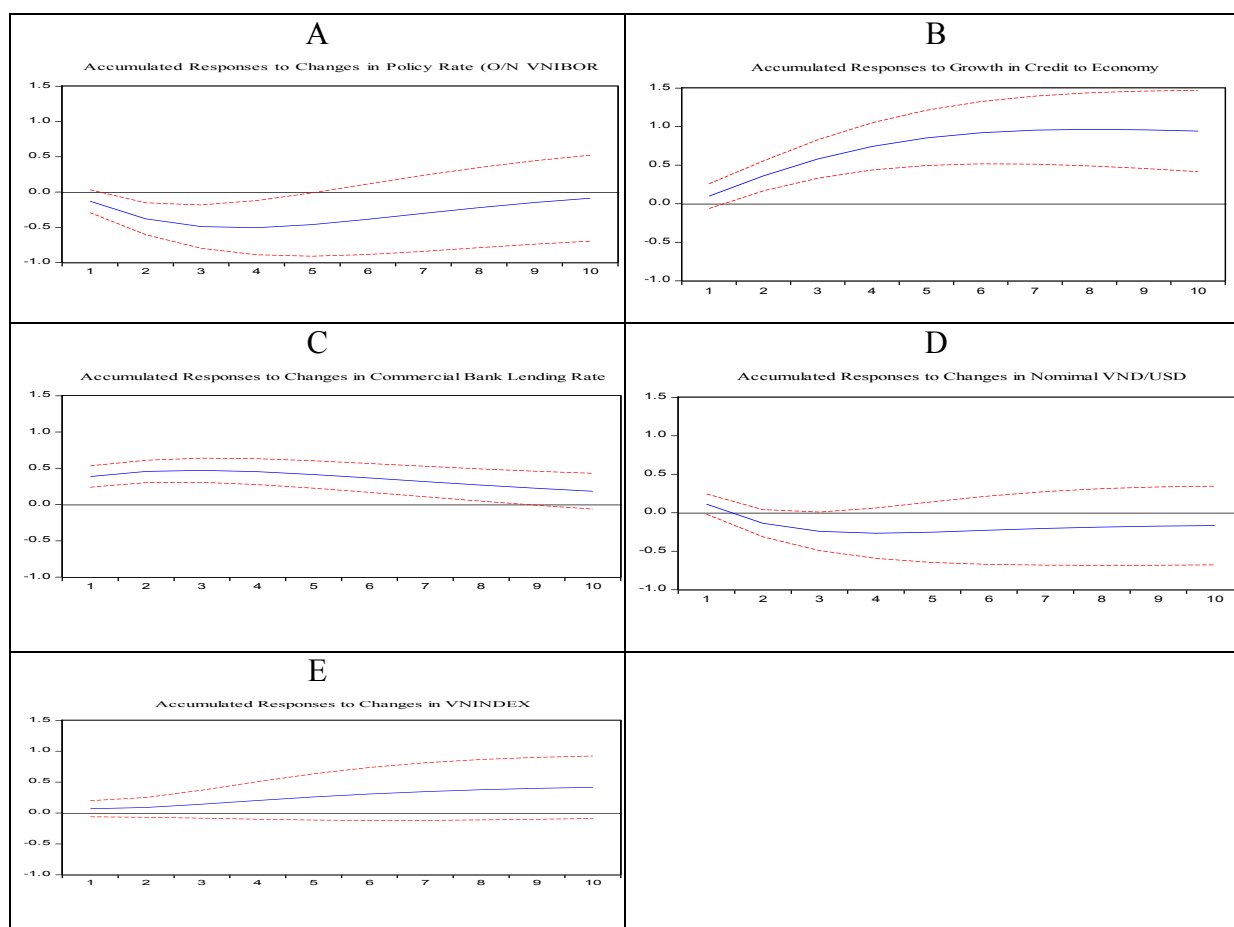 A
Accumulated Responses to Changes in Policy Rate (O/N VNIBOR
1.5
1.0
0.5
0.0
-0.5
-1.0
1 2 3 4 5 6 7 8 9 10
B
Accumulated Responses to Growth in Credit to Economy
1.5
1.0
0.5
0.0
-0.5
-1.0
1 2 3 4 5 6 7 8 9 10
C
Accumulated Responses to Changes in Commercial Bank Lending Rate
1.5
1.0
0.5
0.0
-0.5
-1.0
1 2 3 4 5 6 7 8 9 10
D
Accumulated Responses to Changes in Nomimal VND/USD
1.5
1.0
0.5
0.0
-0.5
-1.0
1 2 3 4 5 6 7 8 9 10
E
Accumulated Responses to Changes in VNINDEX
1.5
1.0
0.5
0.0
-0.5
-1.0
1 2 3 4 5 6 7 8 9 10